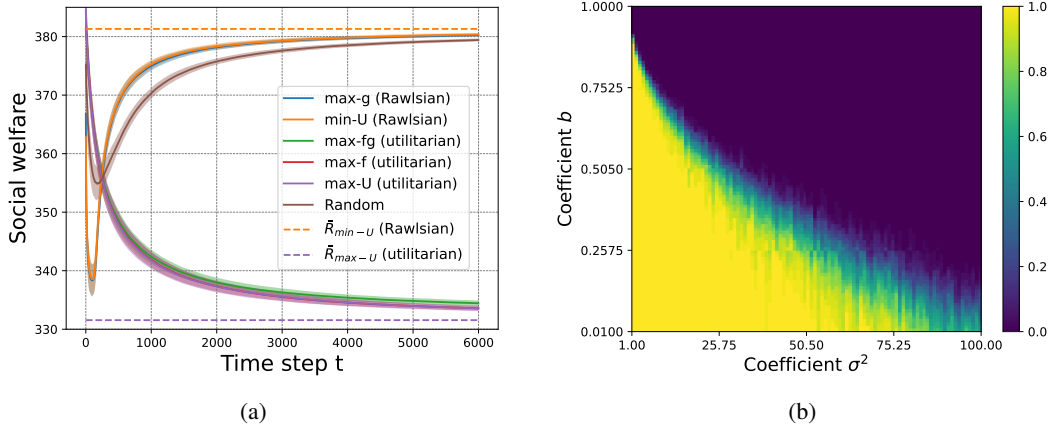 Social welfare
380
370
360
350
340
330
0
1000
2000
3000
4000
5000
6000
Time step t
max-g (Rawlsian)
min-U (Rawlsian)
max-fg (utilitarian)
max-f (utilitarian)
max-U (utilitarian)
Random
R̄min−U (Rawlsian)
R̄max−U (utilitarian)
(a)
Coefficient b
1.0000
0.7525
0.5050
0.2575
0.0100
1.00
25.75
50.50
75.25
100.00
Coefficient σ²
1.0
0.8
0.6
0.4
0.2
0.0
(b)